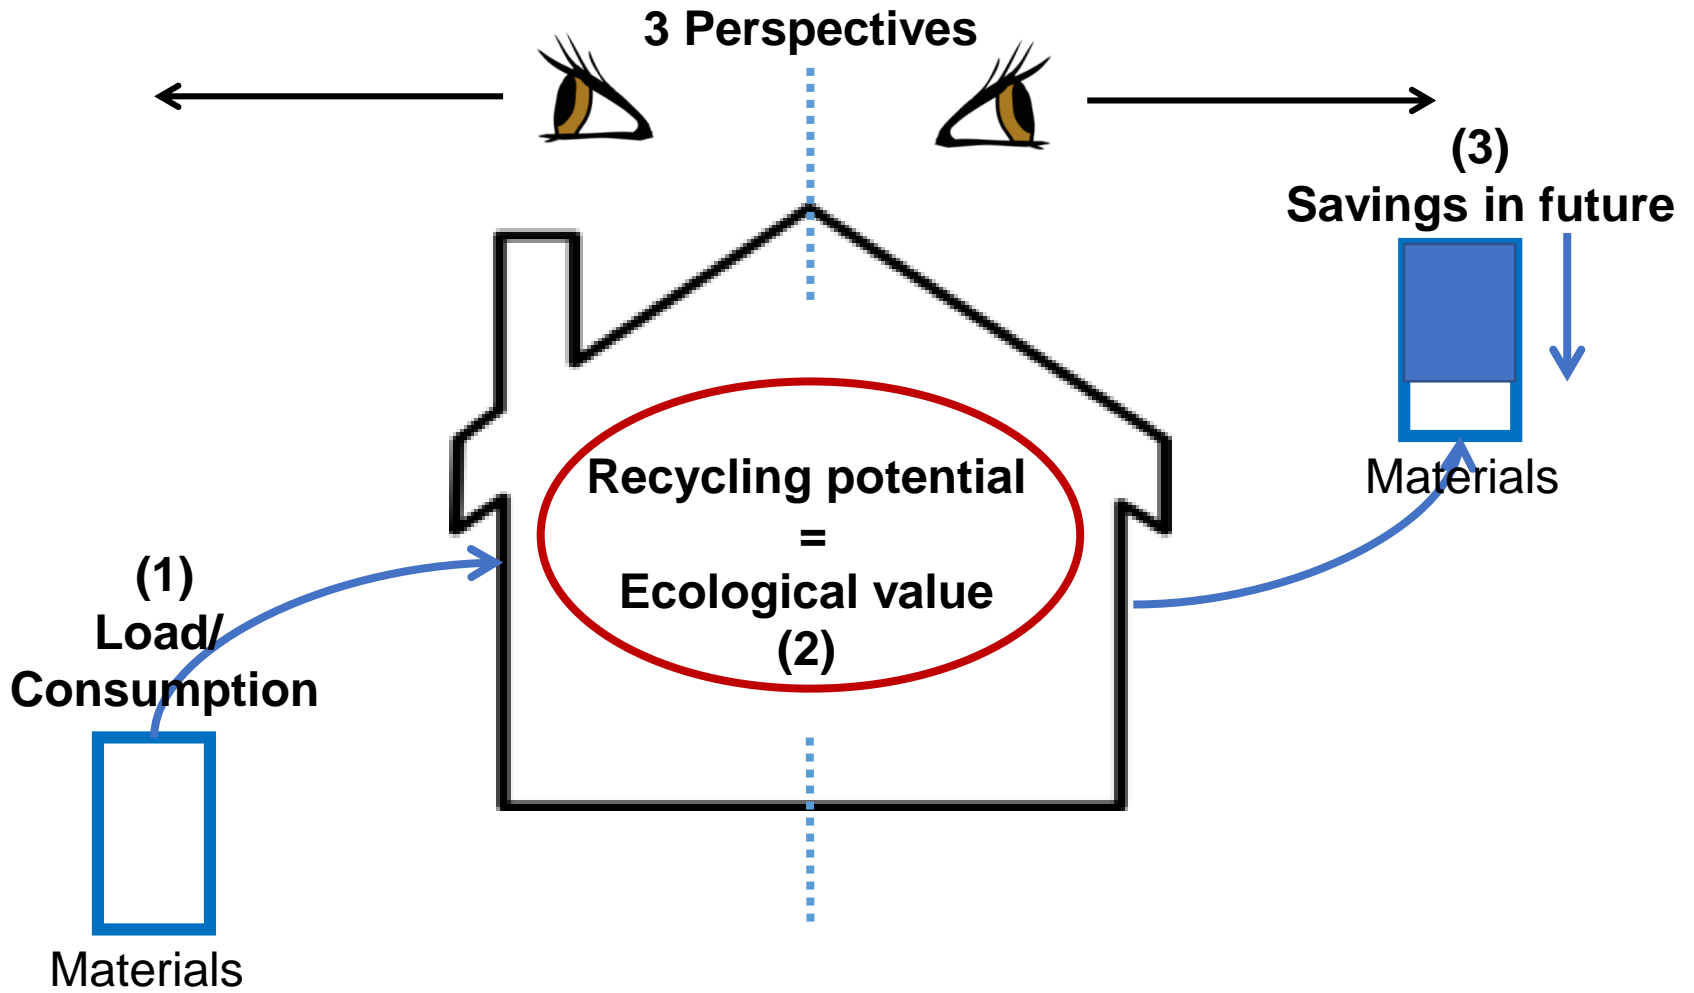 3 Perspectives
(3)
Savings in future
Materials
Recycling potential
=
Ecological value
(2)
(1)
Load/
Consumption
Materials